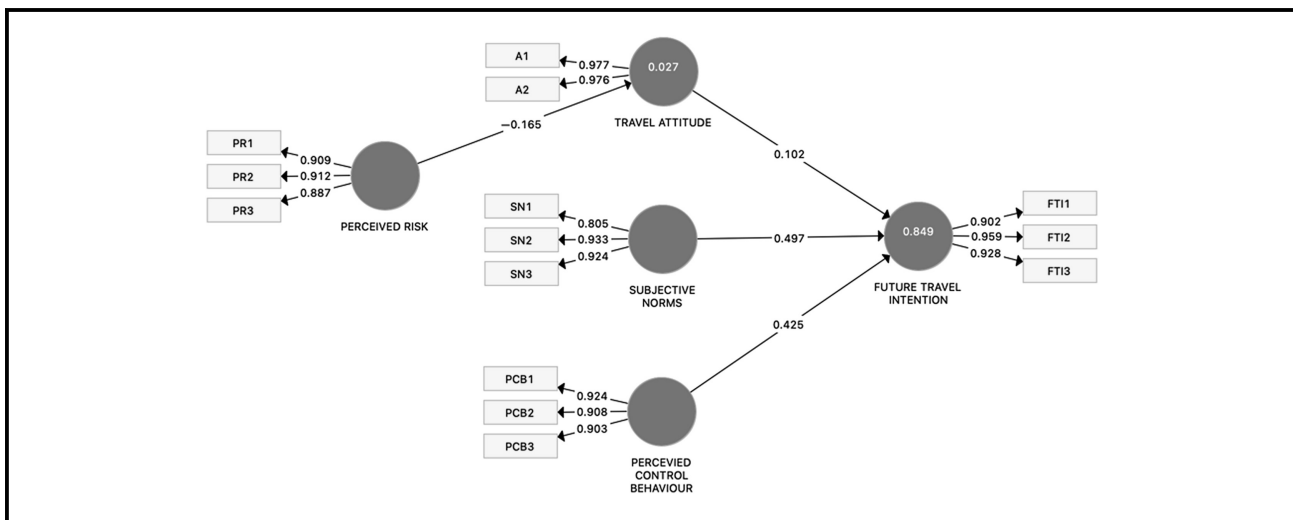 A1
0.977
0.027
A2
0.976
TRAVEL ATTITUDE
−0.165
PR1
0.909
PR2
0.912
PR3
0.887
PERCEIVED RISK
0.102
SN1
0.805
SN2
0.933
SN3
0.924
SUBJECTIVE
NORMS
0.497
0.849
FUTURE TRAVEL
INTENTION
0.902
FTI1
0.959
FTI2
0.928
FTI3
0.425
PCB1
0.924
PCB2
0.908
PCB3
0.903
PERCEVIED
CONTROL
BEHAVIOUR